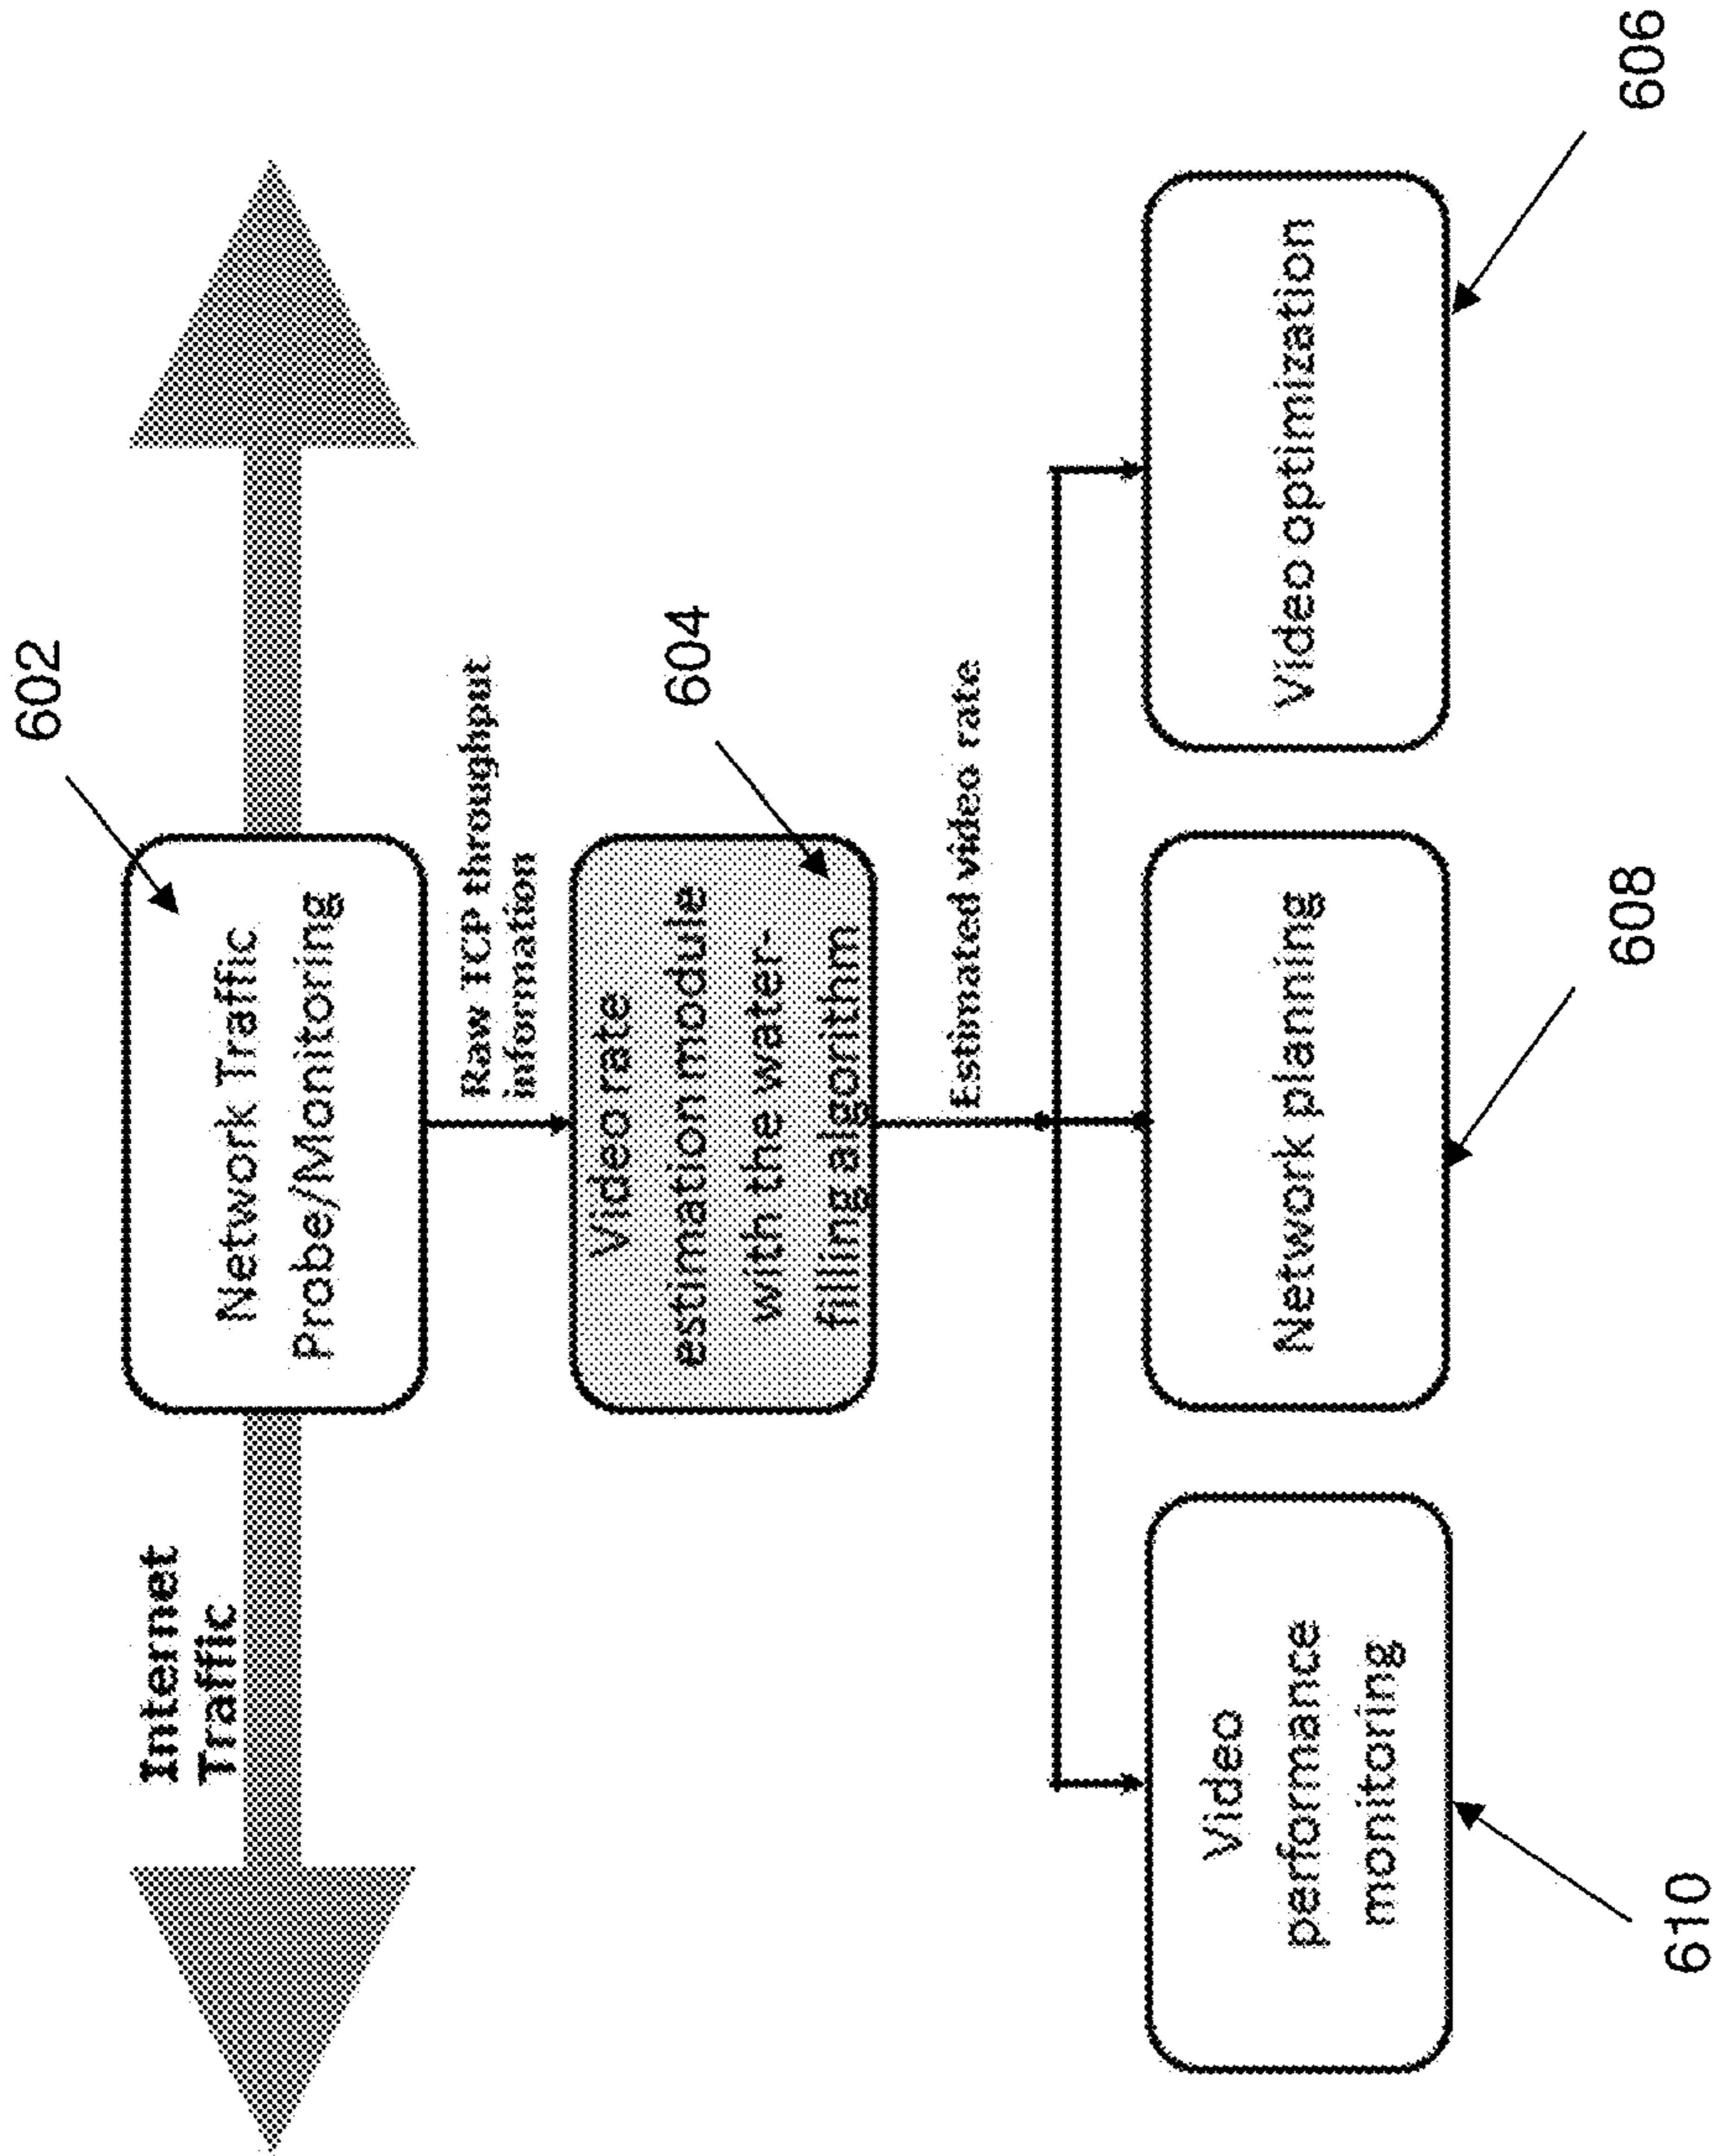 Internet
Traffic
602
Network Traffic
Probe/Monitoring
Raw TCP throughput
information
604
Video rate
estimation module
with the water-
filling algorithm
Estimated video rate
Video
performance
monitoring
Network planning
Video optimization
610
608
606